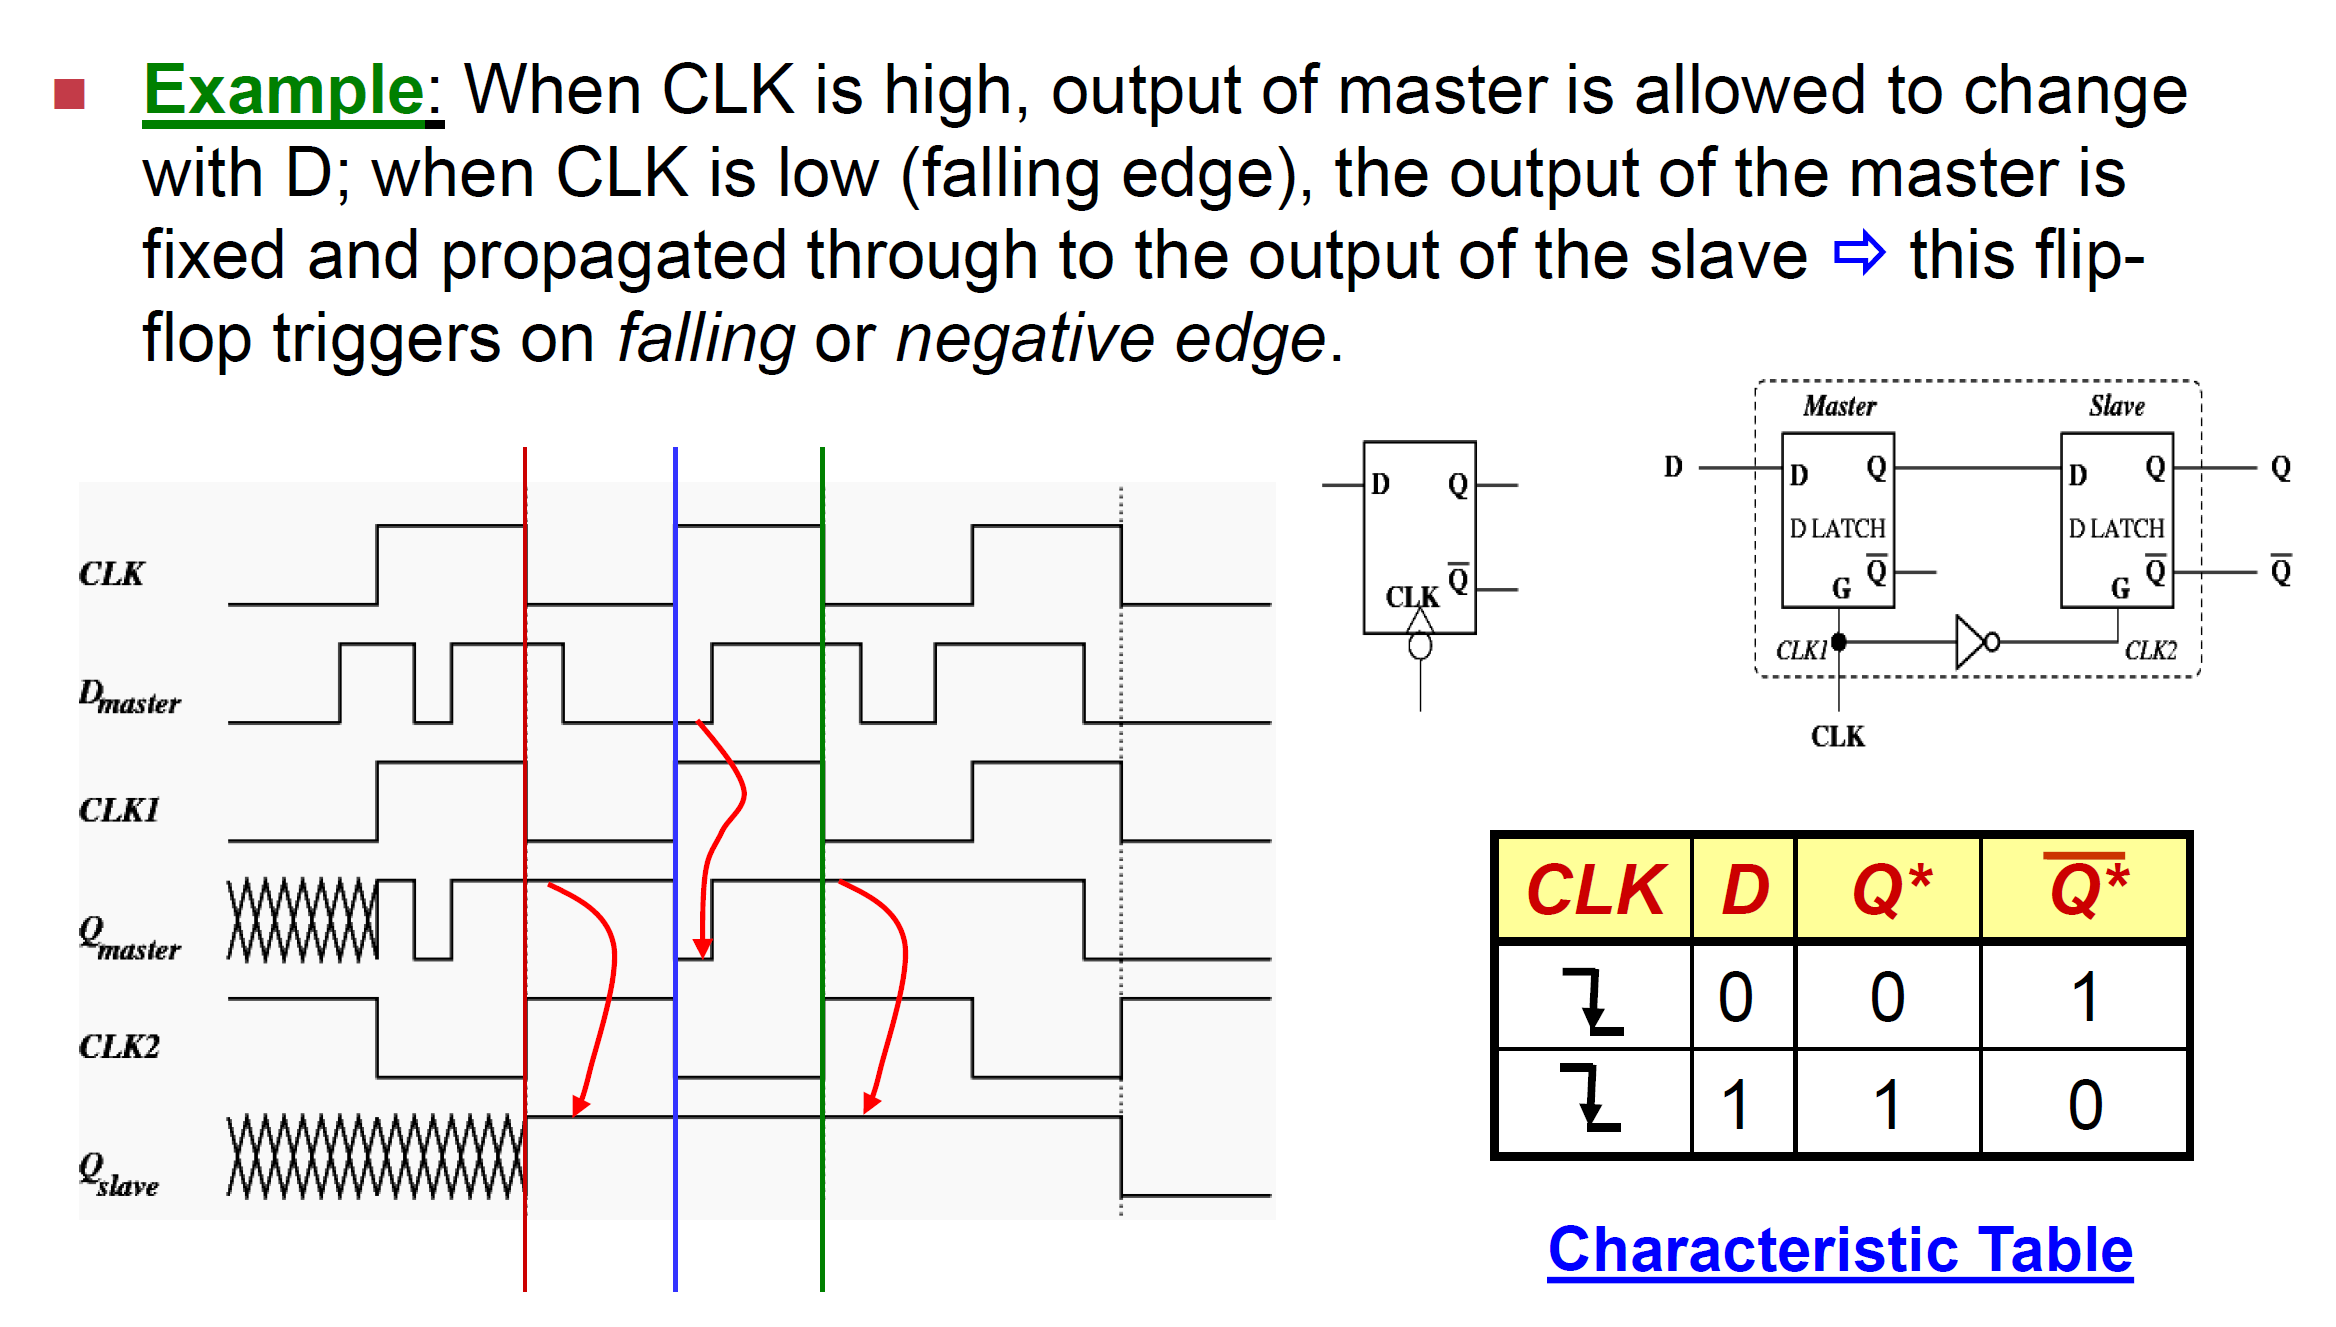 Example: When CLK is high, output of master is allowed to change
with D; when CLK is low (falling edge), the output of the master is
fixed and propagated through to the output of the slave ⇨ this flip-
flop triggers on falling or negative edge.
CLK
D master
CLK1
Q master
CLK2
Q slave
D Q
CLK Q̅
Master Slave
D D Q D Q Q
D LATCH D LATCH
G Q̅ G Q̅ Q̅
CLK1 CLK2
CLK
CLK D Q* Q̅*
0 0 1
1 1 0
Characteristic Table